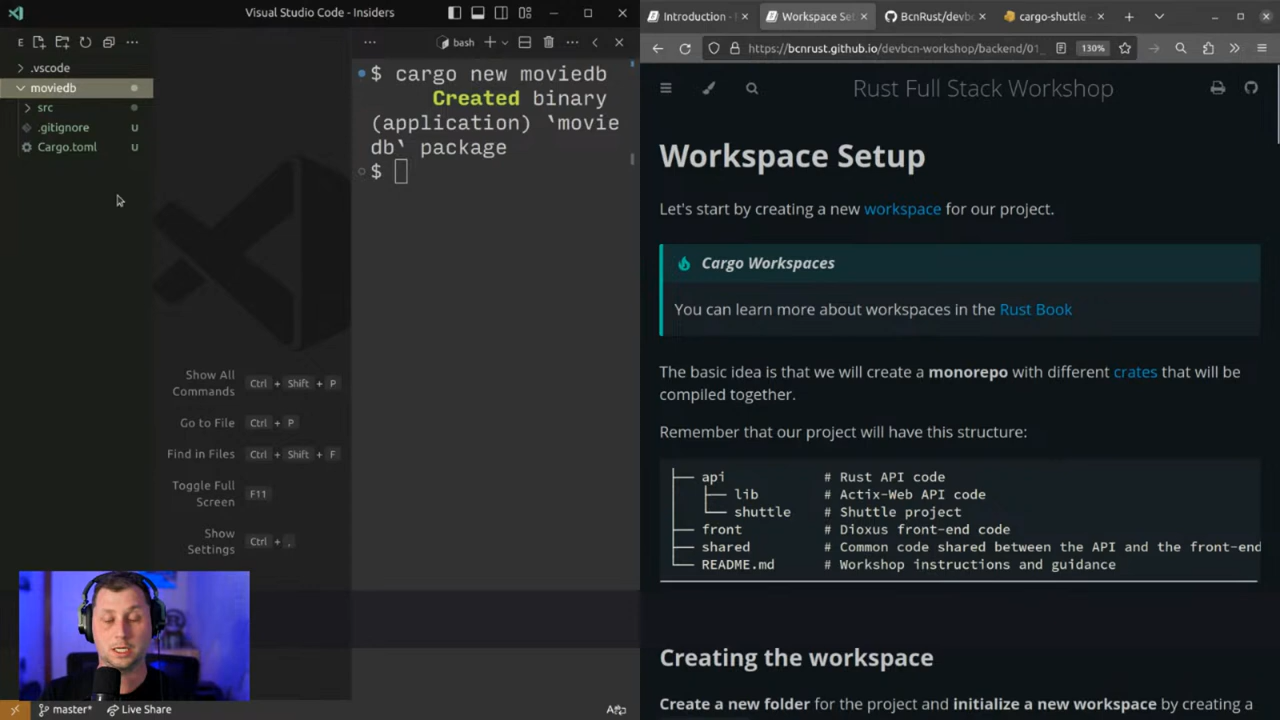 Visual Studio Code - Insiders
E
.vscode
moviedb
src
.gitignore U
Cargo.toml U
bash
$ cargo new moviedb
Created binary
(application) `movie
db` package
$
Show All
Commands
Ctrl + Shift + P
Go to File Ctrl + P
Find in Files Ctrl + Shift + F
Toggle Full
Screen
F11
Show
Settings
Ctrl + ,
master*
Live Share
Introduction -
Workspace Set
BcnRust/devbc
cargo-shuttle -
https://bcnrust.github.io/devbcn-workshop/backend/01_
130%
Rust Full Stack Workshop
Workspace Setup
Let's start by creating a new workspace for our project.
Cargo Workspaces
You can learn more about workspaces in the Rust Book
The basic idea is that we will create a monorepo with different crates that will be
compiled together.
Remember that our project will have this structure:
├── api # Rust API code
│ ├── lib # Actix-Web API code
│ └── shuttle # Shuttle project
├── front # Dioxus front-end code
├── shared # Common code shared between the API and the front-end
└── README.md # Workshop instructions and guidance
Creating the workspace
Create a new folder for the project and initialize a new workspace by creating a